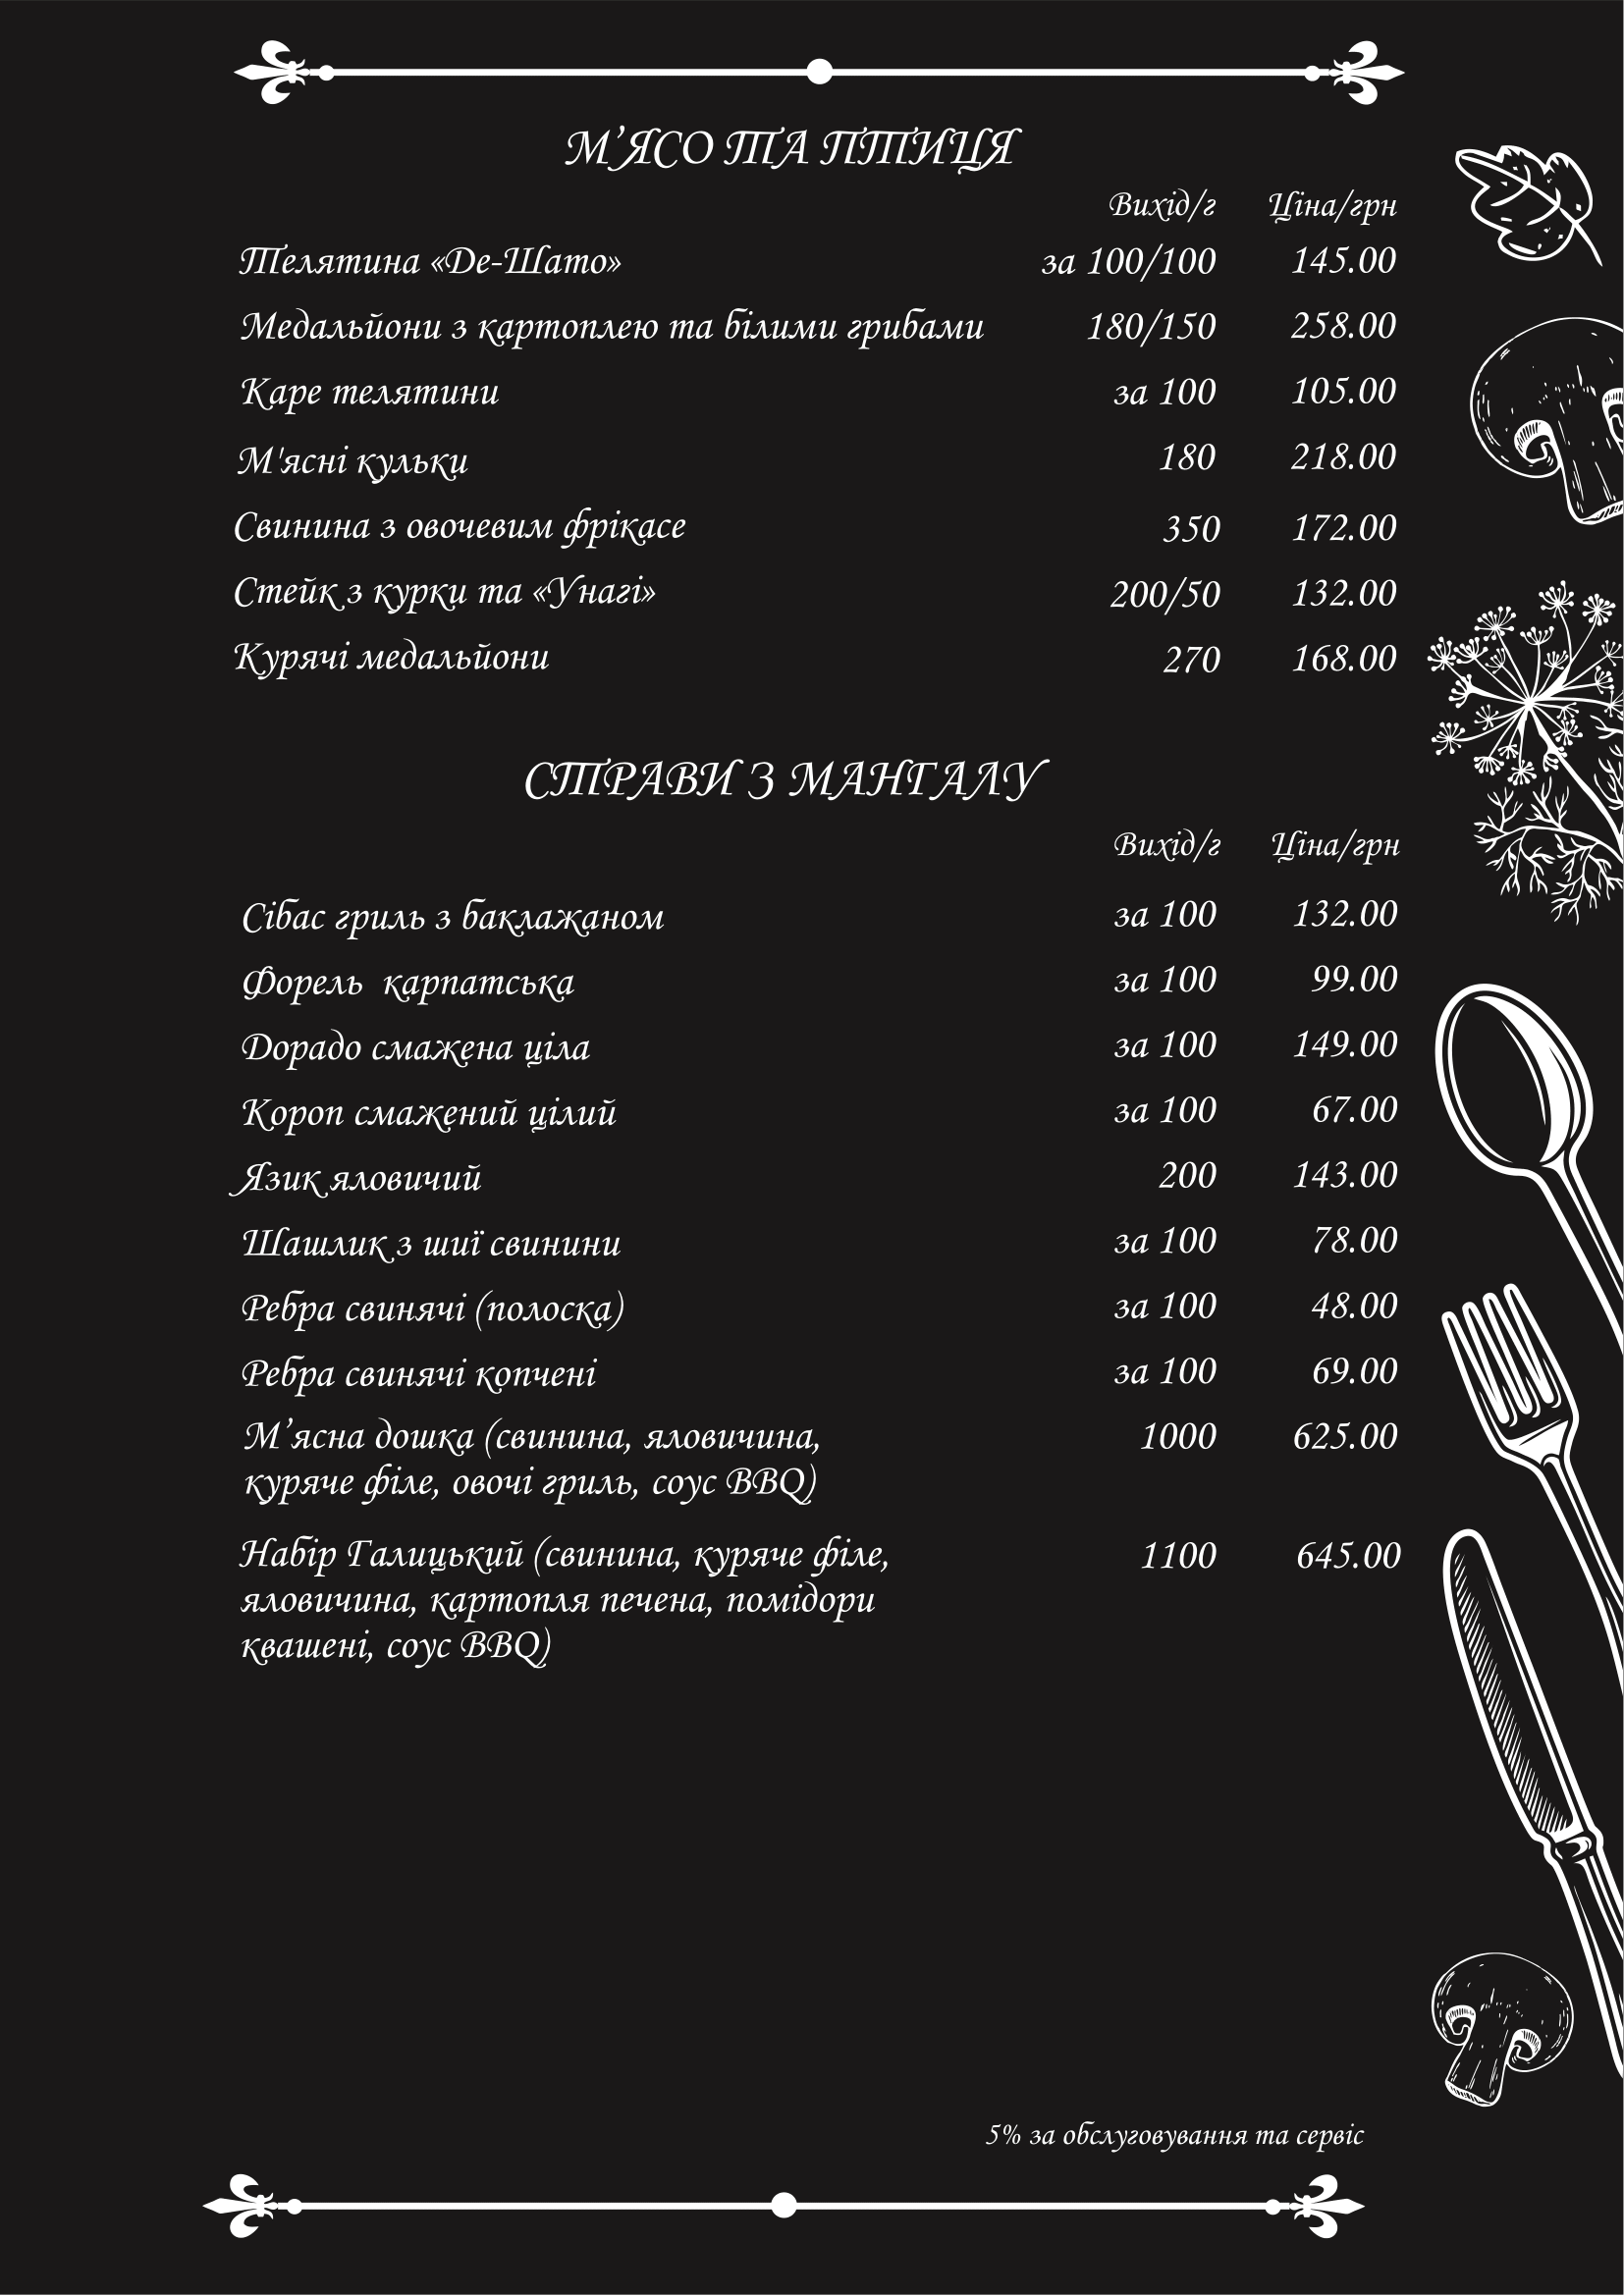 М’ЯСО ТА ПТИЦЯ
Вихід/г Ціна/грн
Телятина «Де-Шато» за 100/100 145.00
Медальйони з картоплею та білими грибами 180/150 258.00
Каре телятини за 100 105.00
М'ясні кульки 180 218.00
Свинина з овочевим фрікасе 350 172.00
Стейк з курки та «Унагі» 200/50 132.00
Курячі медальйони 270 168.00
СТРАВИ З МАНГАЛУ
Вихід/г Ціна/грн
Сібас гриль з баклажаном за 100 132.00
Форель карпатська за 100 99.00
Дорадо смажена ціла за 100 149.00
Короп смажений цілий за 100 67.00
Язик яловичий 200 143.00
Шашлик з шиї свинини за 100 78.00
Ребра свинячі (полоска) за 100 48.00
Ребра свинячі копчені за 100 69.00
М’ясна дошка (свинина, яловичина, 1000 625.00
куряче філе, овочі гриль, соус BBQ)
Набір Галицький (свинина, куряче філе, 1100 645.00
яловичина, картопля печена, помідори
квашені, соус BBQ)
5% за обслуговування та сервіс